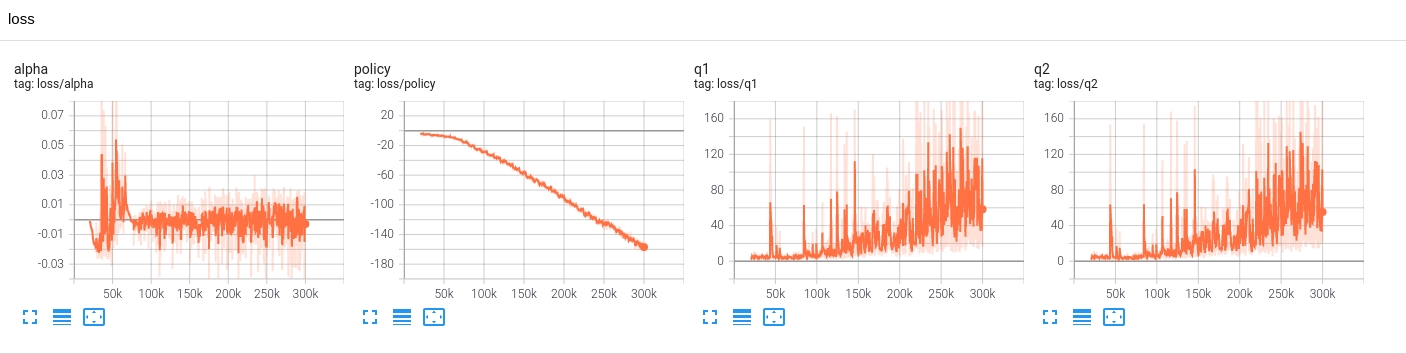 loss
alpha
tag: loss/alpha
0.07
0.05
0.03
0.01
-0.01
-0.03
50k 100k 150k 200k 250k 300k
policy
tag: loss/policy
20
-20
-60
-100
-140
-180
50k 100k 150k 200k 250k 300k
q1
tag: loss/q1
160
120
80
40
0
50k 100k 150k 200k 250k 300k
q2
tag: loss/q2
160
120
80
40
0
50k 100k 150k 200k 250k 300k